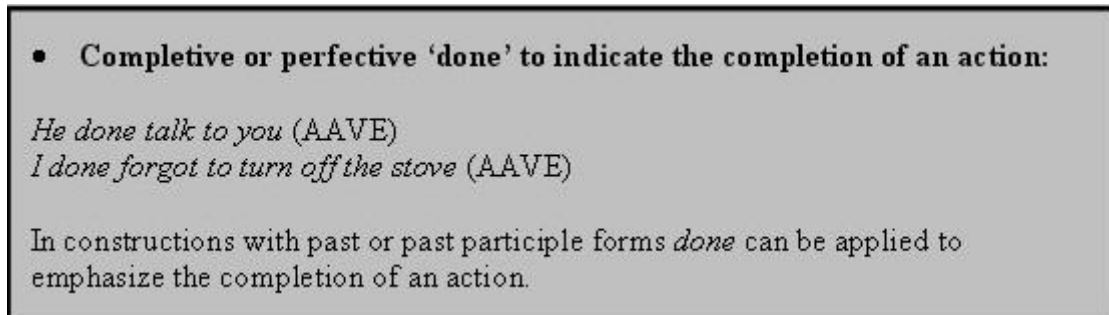 • Completive or perfective ‘done’ to indicate the completion of an action:
He done talk to you (AAVE)
I done forgot to turn off the stove (AAVE)
In constructions with past or past participle forms done can be applied to
emphasize the completion of an action.